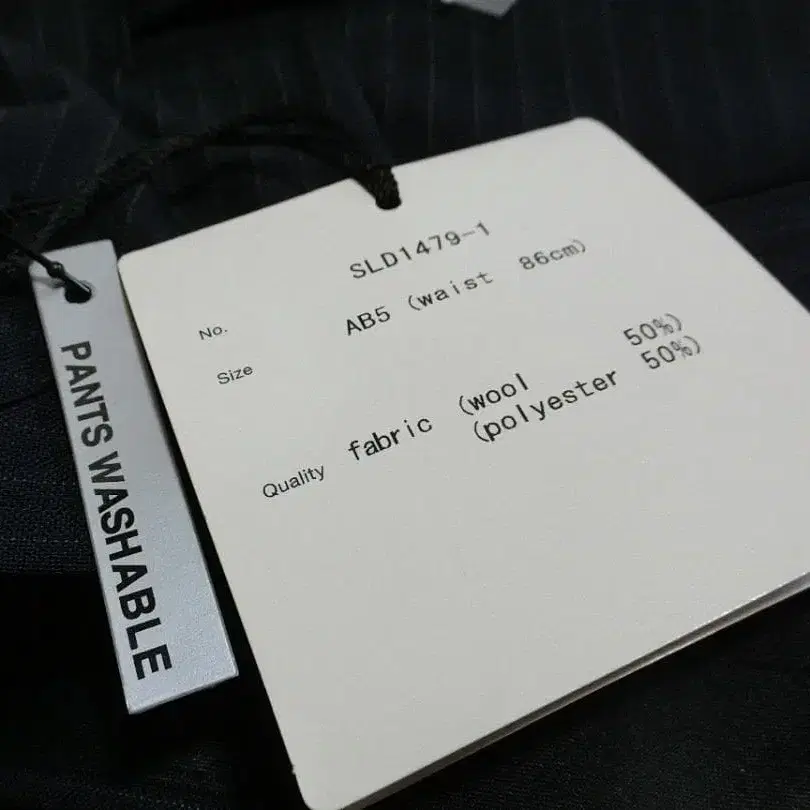 No. SLD1479-1
Size AB5 (waist 86cm)
Quality fabric (wool 50%)
(polyester 50%)
PANTS WASHABLE